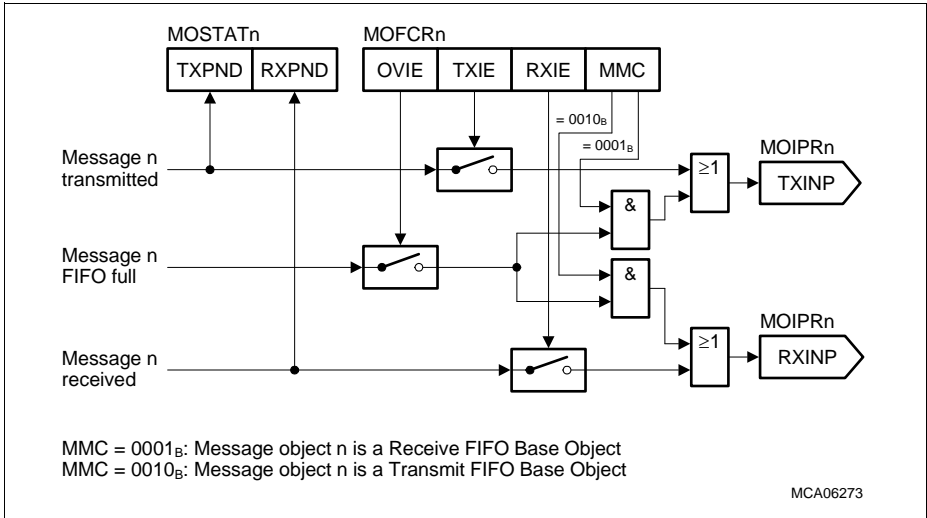 MOSTATn
MOFCRn
TXPND RXPND
OVIE TXIE RXIE MMC
= 0010B
= 0001B
Message n
transmitted
≥1
MOIPRn
TXINP
&
Message n
FIFO full
&
MOIPRn
≥1
RXINP
Message n
received
MMC = 0001B: Message object n is a Receive FIFO Base Object
MMC = 0010B: Message object n is a Transmit FIFO Base Object
MCA06273